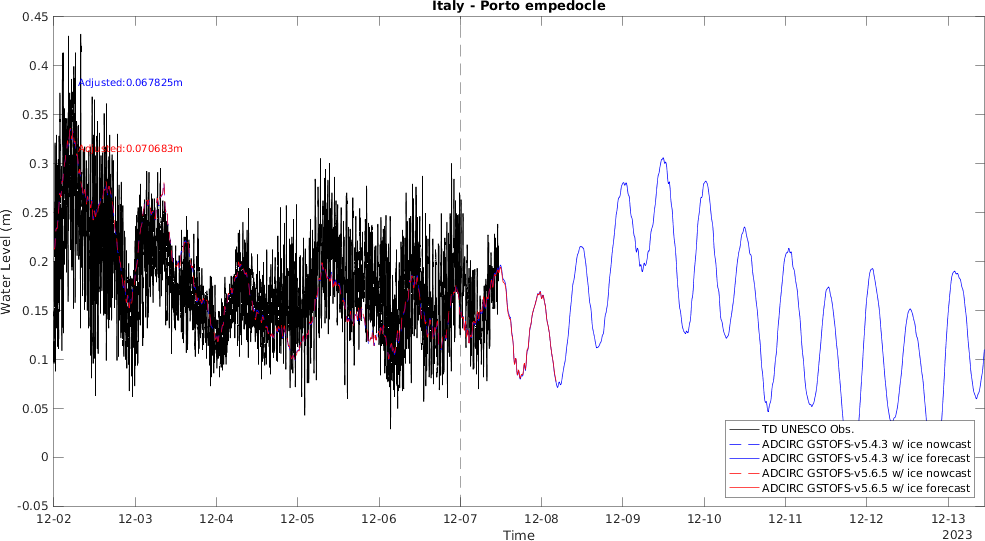 Italy - Porto empedocle
0.45
0.4
0.35
0.3
0.25
0.2
0.15
0.1
0.05
0
-0.05
Water Level (m)
Adjusted:0.067825m
Adjusted:0.070683m
TD UNESCO Obs.
ADCIRC GSTOFS-v5.4.3 w/ ice nowcast
ADCIRC GSTOFS-v5.4.3 w/ ice forecast
ADCIRC GSTOFS-v5.6.5 w/ ice nowcast
ADCIRC GSTOFS-v5.6.5 w/ ice forecast
12-02 12-03 12-04 12-05 12-06 12-07 12-08 12-09 12-10 12-11 12-12 12-13
Time
2023